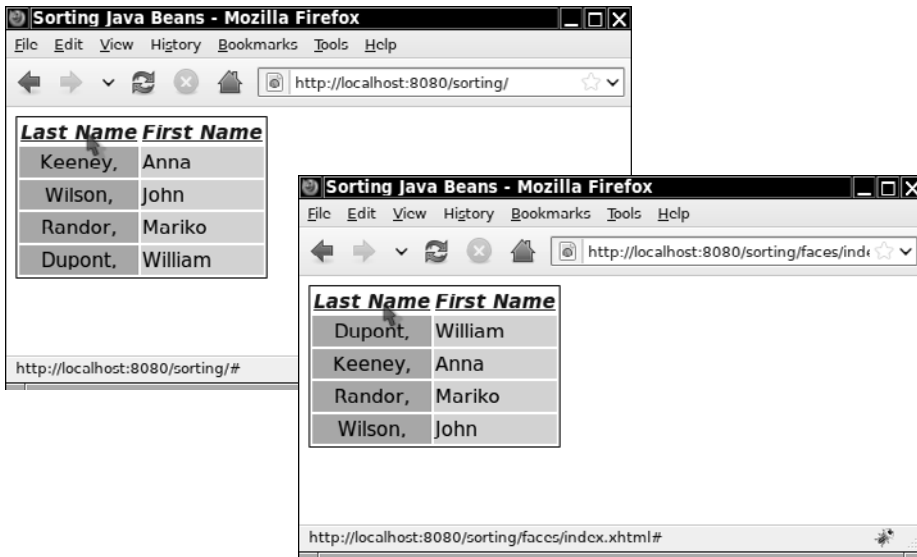 Sorting Java Beans - Mozilla Firefox
File Edit View History Bookmarks Tools Help
http://localhost:8080/sorting/
Last Name First Name
Keeney, Anna
Wilson, John
Randor, Mariko
Dupont, William
http://localhost:8080/sorting/#
Sorting Java Beans - Mozilla Firefox
File Edit View History Bookmarks Tools Help
http://localhost:8080/sorting/faces/inde
Last Name First Name
Dupont, William
Keeney, Anna
Randor, Mariko
Wilson, John
http://localhost:8080/sorting/faces/index.xhtml#